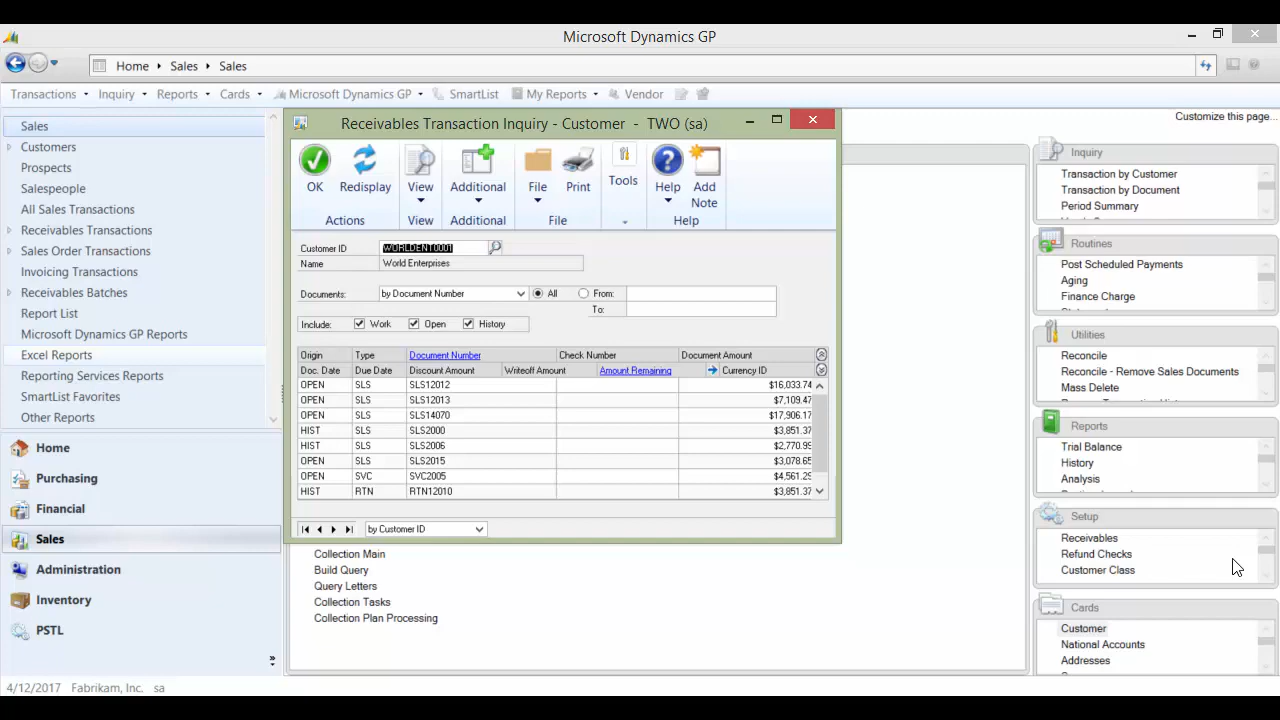 Microsoft Dynamics GP
Home Sales Sales
Transactions Inquiry Reports Cards Microsoft Dynamics GP SmartList My Reports Vendor
Customize this page...
Sales
Customers
Prospects
Salespeople
All Sales Transactions
Receivables Transactions
Sales Order Transactions
Invoicing Transactions
Receivables Batches
Report List
Microsoft Dynamics GP Reports
Excel Reports
Reporting Services Reports
SmartList Favorites
Other Reports
Home
Purchasing
Financial
Sales
Administration
Inventory
PSTL
Receivables Transaction Inquiry - Customer - TWO (sa)
OK Redisplay View Additional File Print Tools Help Add Note
Actions View Additional File Help
Customer ID WORLDENT0001
Name World Enterprises
Documents: by Document Number All From:
To:
Include: Work Open History
Origin Type Document Number Check Number Document Amount
Doc. Date Due Date Discount Amount Writeoff Amount Amount Remaining Currency ID
OPEN SLS SLS12012 $16,033.74
OPEN SLS SLS12013 $7,109.47
OPEN SLS SLS14070 $17,906.17
HIST SLS SLS2000 $3,851.37
HIST SLS SLS2006 $2,770.99
OPEN SLS SLS2015 $3,078.65
OPEN SVC SVC2005 $4,561.29
HIST RTN RTN12010 $3,851.37
by Customer ID
Collection Main
Build Query
Query Letters
Collection Tasks
Collection Plan Processing
Inquiry
Transaction by Customer
Transaction by Document
Period Summary
Routines
Post Scheduled Payments
Aging
Finance Charge
Utilities
Reconcile
Reconcile - Remove Sales Documents
Mass Delete
Reports
Trial Balance
History
Analysis
Setup
Receivables
Refund Checks
Customer Class
Cards
Customer
National Accounts
Addresses
4/12/2017 Fabrikam, Inc. sa